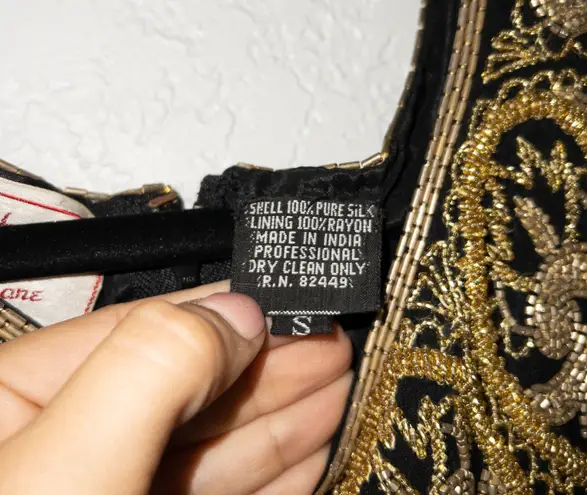 SHELL 100% PURE SILK
LINING 100% RAYON
MADE IN INDIA
PROFESSIONAL
DRY CLEAN ONLY
R.N. 82449
S